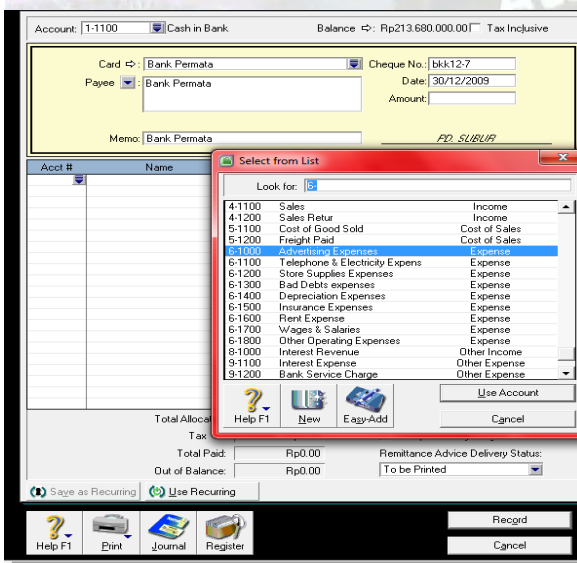 Account: 1-1100 Cash in Bank Balance ⇨: Rp213.680.000.00 Tax Inclusive
Card ⇨: Bank Permata Cheque No.: bkk12-7
Payee : Bank Permata Date: 30/12/2009
Amount:
Memo: Bank Permata PD. SUBUR
Acct # Name
Select from List
Look for: 6-
4-1100 Sales Income
4-1200 Sales Retur Income
5-1100 Cost of Good Sold Cost of Sales
5-1200 Freight Paid Cost of Sales
6-1000 Advertising Expenses Expense
6-1100 Telephone & Electricity Expens Expense
6-1200 Store Supplies Expenses Expense
6-1300 Bad Debts expenses Expense
6-1400 Depreciation Expenses Expense
6-1500 Insurance Expenses Expense
6-1600 Rent Expense Expense
6-1700 Wages & Salaries Expense
6-1800 Other Operating Expenses Expense
8-1000 Interest Revenue Other Income
9-1100 Interest Expense Other Expense
9-1200 Bank Service Charge Other Expense
Help F1 New Easy-Add Use Account
Cancel
Total Alloca
Tax
Total Paid: Rp0.00 Remittance Advice Delivery Status:
Out of Balance: Rp0.00 To be Printed
Save as Recurring Use Recurring
Help F1 Print Journal Register Record
Cancel